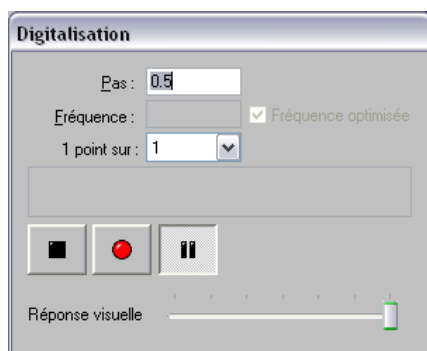 Digitalisation
Pas : 0.5
Fréquence : Fréquence optimisée
1 point sur : 1
Réponse visuelle